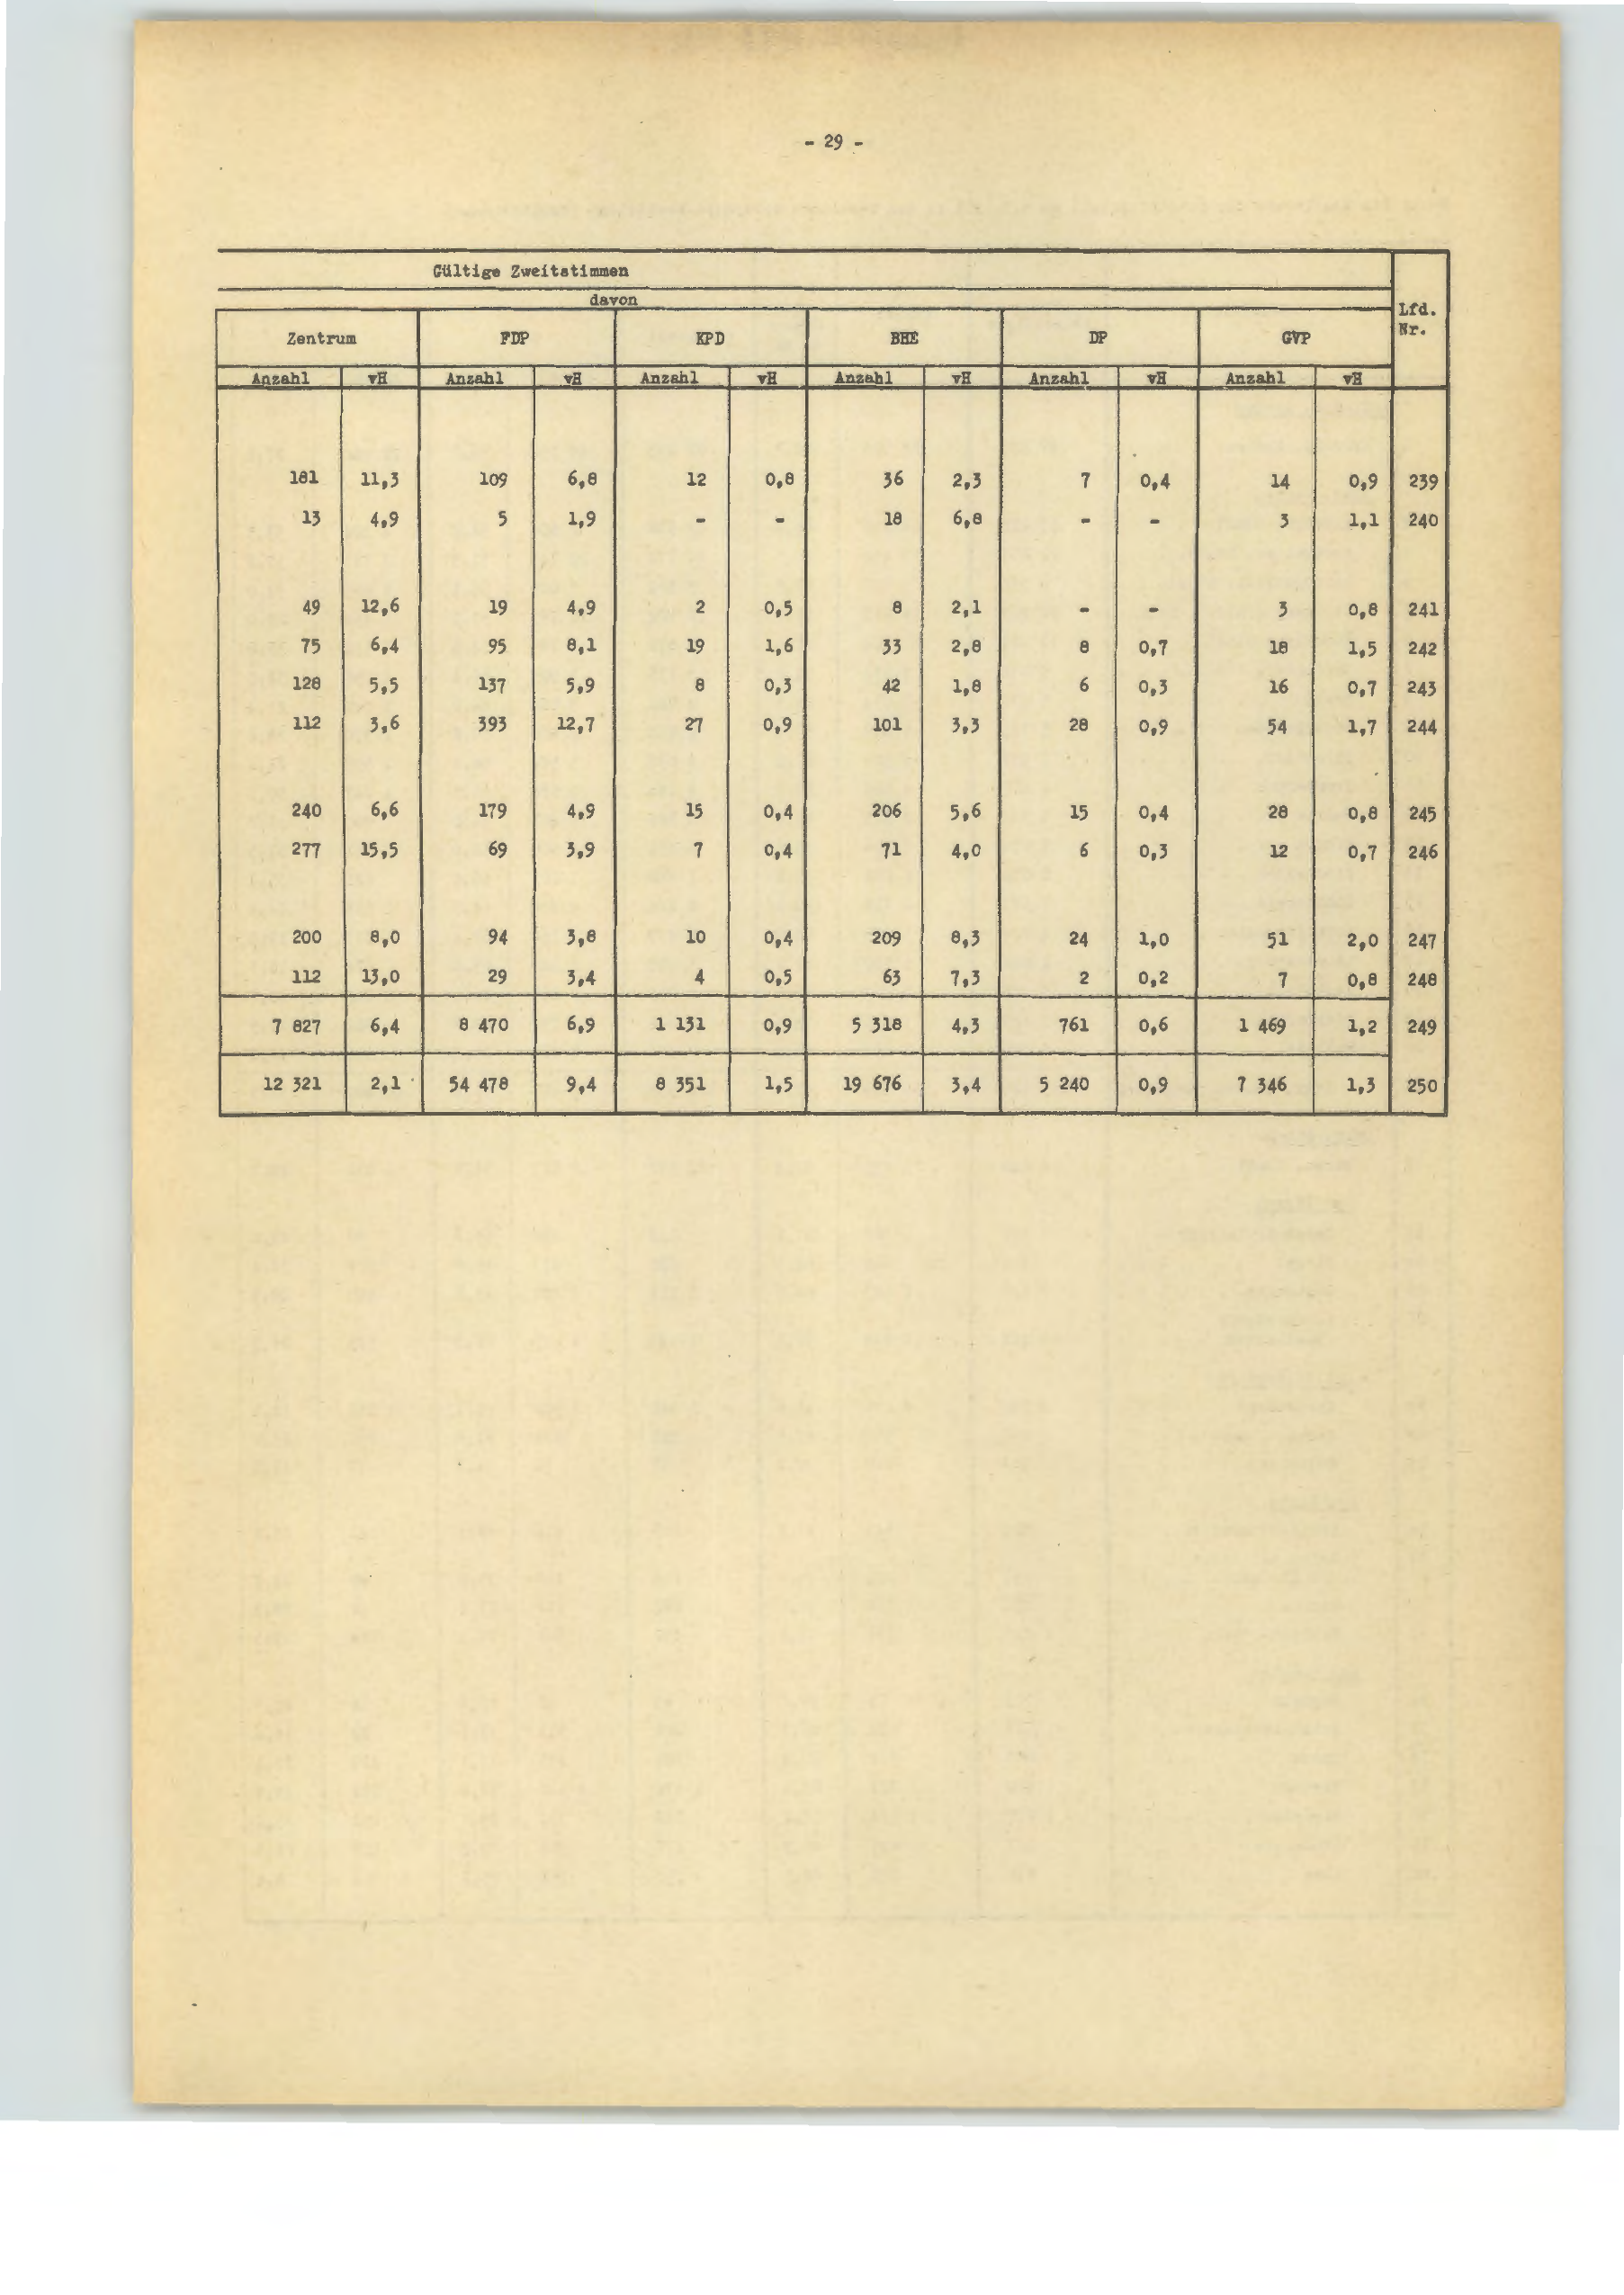 - 29 -
Gültige Zweitstimmen
davon
Lfd. Nr.
Zentrum FDP KPD BHE DP GVP
Anzahl vH Anzahl vH Anzahl vH Anzahl vH Anzahl vH Anzahl vH
181 11,3 109 6,8 12 0,8 36 2,3 7 0,4 14 0,9 239
13 4,9 5 1,9 - - 18 6,8 - - 3 1,1 240
49 12,6 19 4,9 2 0,5 8 2,1 - - 3 0,8 241
75 6,4 95 8,1 19 1,6 33 2,8 8 0,7 18 1,5 242
128 5,5 137 5,9 8 0,3 42 1,8 6 0,3 16 0,7 243
112 3,6 393 12,7 27 0,9 101 3,3 28 0,9 54 1,7 244
240 6,6 179 4,9 15 0,4 206 5,6 15 0,4 28 0,8 245
277 15,5 69 3,9 7 0,4 71 4,0 6 0,3 12 0,7 246
200 8,0 94 3,8 10 0,4 209 8,3 24 1,0 51 2,0 247
112 13,0 29 3,4 4 0,5 63 7,3 2 0,2 7 0,8 248
7 827 6,4 8 470 6,9 1 131 0,9 5 318 4,3 761 0,6 1 469 1,2 249
12 321 2,1 54 478 9,4 8 351 1,5 19 676 3,4 5 240 0,9 7 346 1,3 250